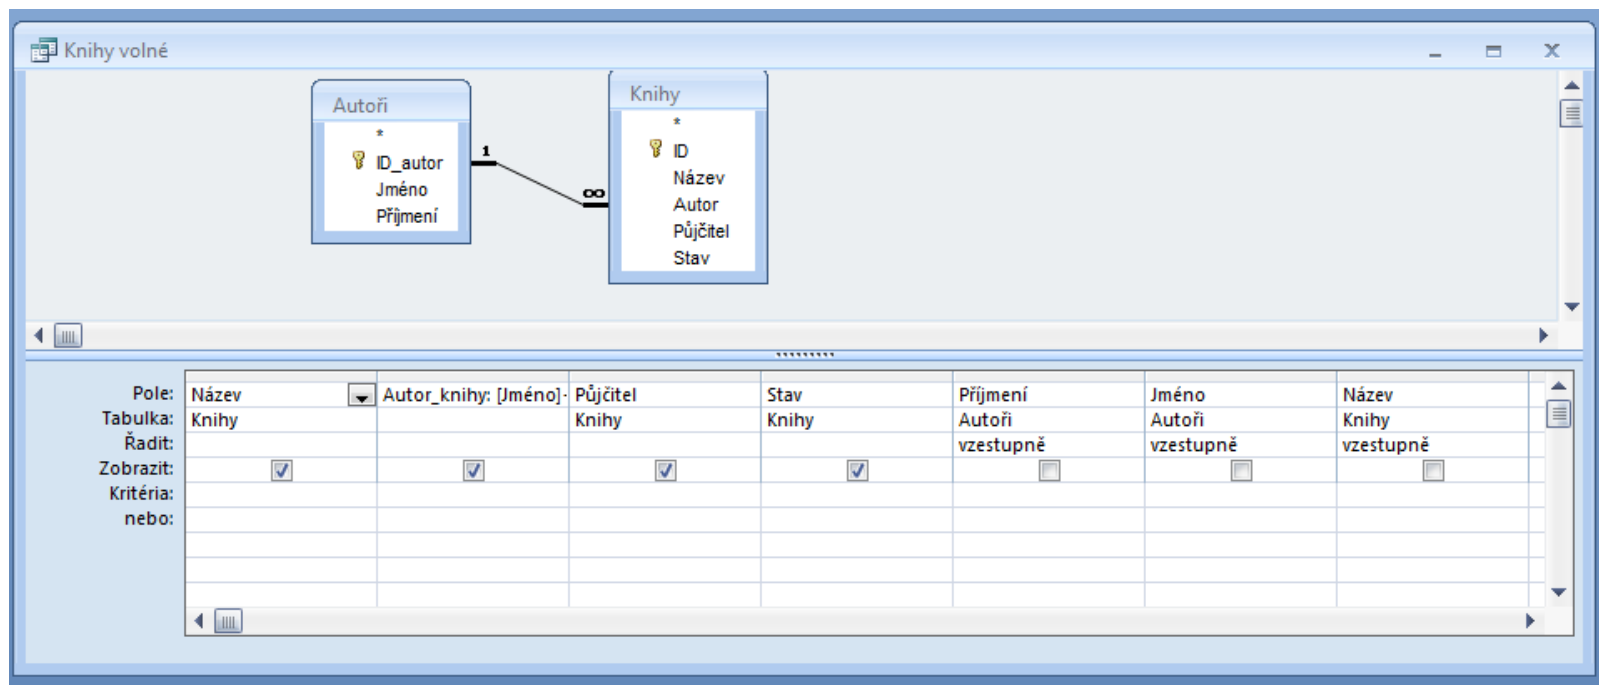 Knihy volné
Autoři
*
ID_autor
Jméno
Příjmení
1
∞
Knihy
*
ID
Název
Autor
Půjčitel
Stav
Pole: Název Autor_knihy: [Jméno]- Půjčitel Stav Příjmení Jméno Název
Tabulka: Knihy Knihy Knihy Autoři Autoři Knihy
Řadit: vzestupně vzestupně vzestupně
Zobrazit:
Kritéria:
nebo: